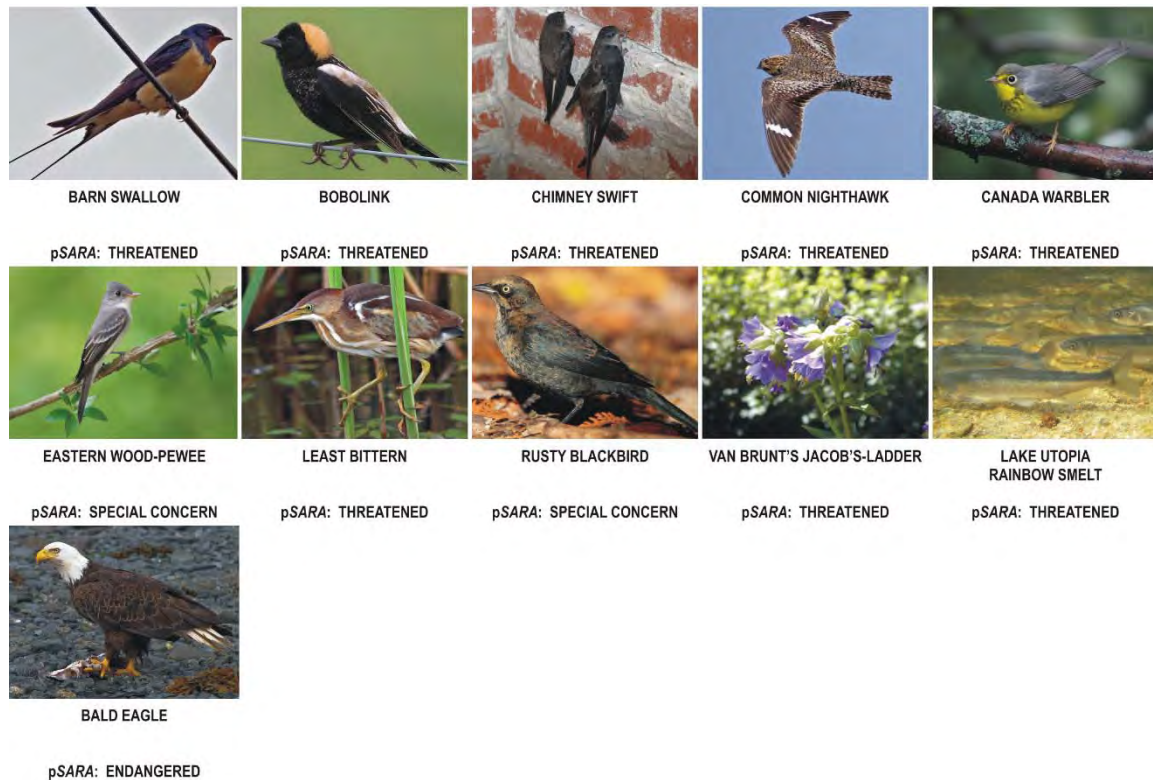 BARN SWALLOW
BOBOLINK
CHIMNEY SWIFT
COMMON NIGHTHAWK
CANADA WARBLER
pSARA: THREATENED
pSARA: THREATENED
pSARA: THREATENED
pSARA: THREATENED
pSARA: THREATENED
EASTERN WOOD-PEWEE
LEAST BITTERN
RUSTY BLACKBIRD
VAN BRUNT'S JACOB'S-LADDER
LAKE UTOPIA
RAINBOW SMELT
pSARA: SPECIAL CONCERN
pSARA: THREATENED
pSARA: SPECIAL CONCERN
pSARA: THREATENED
pSARA: THREATENED
BALD EAGLE
pSARA: ENDANGERED